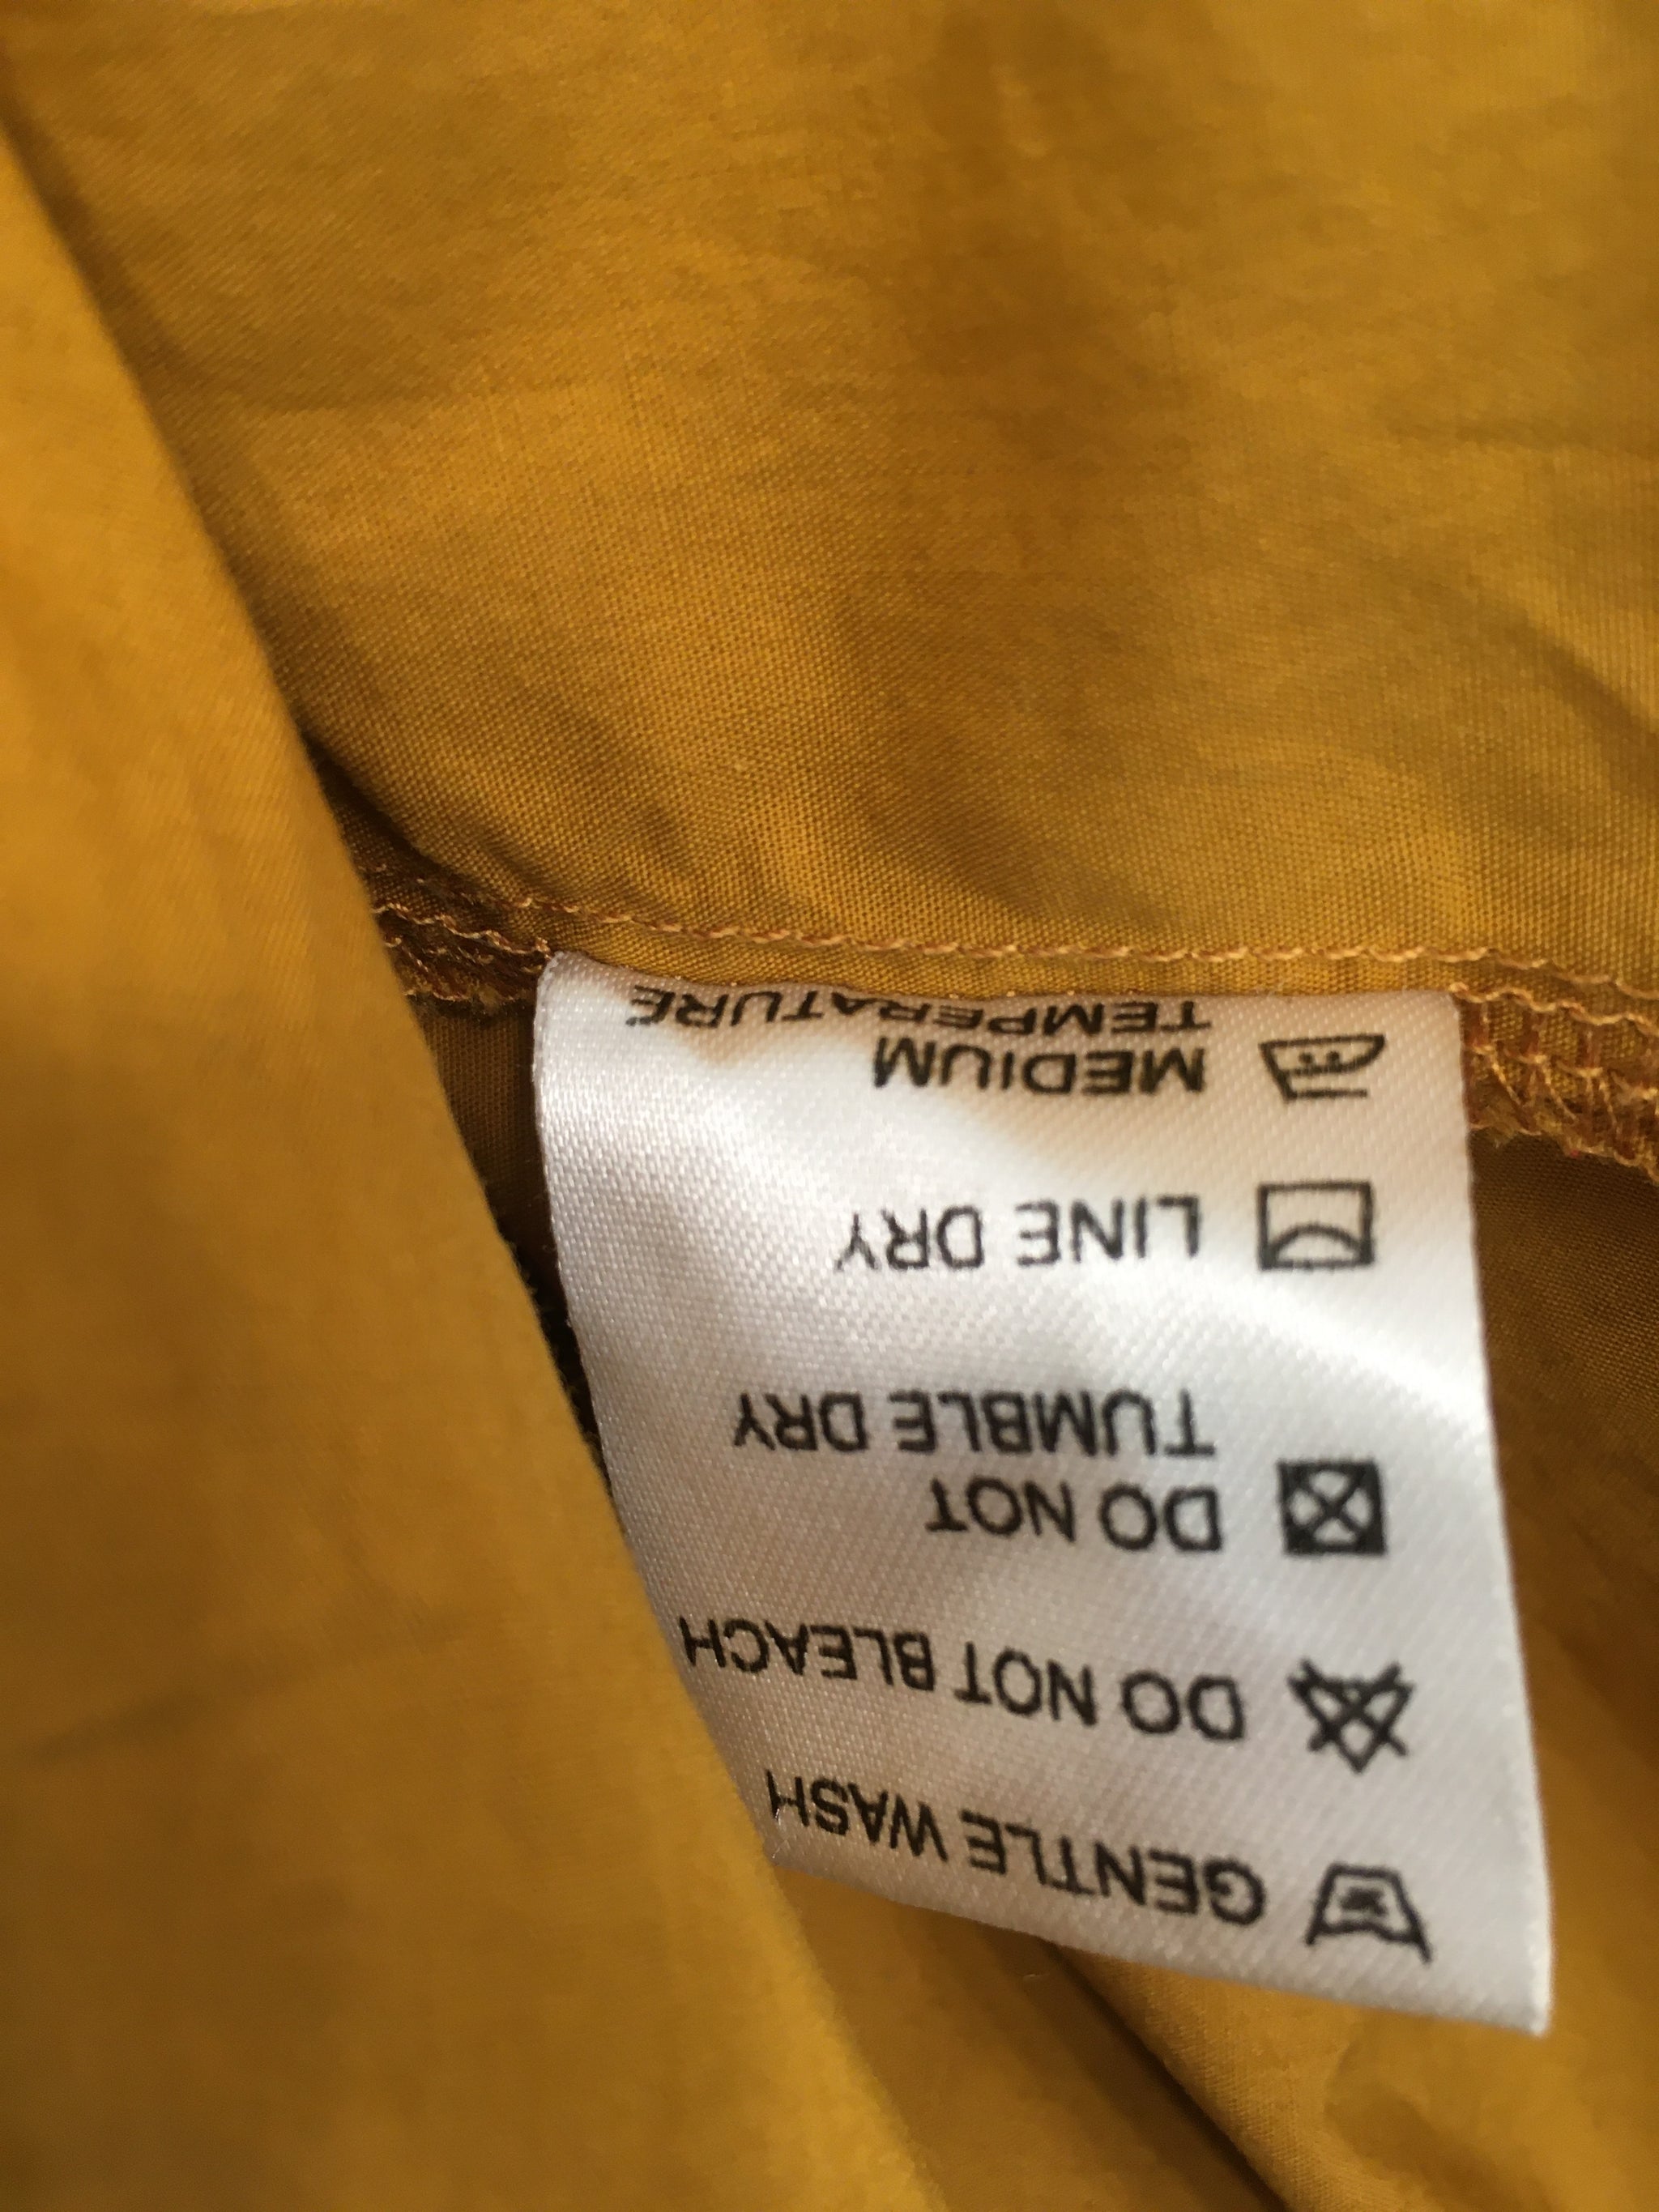 GENTLE WASH
DO NOT BLEACH
DO NOT
TUMBLE DRY
LINE DRY
MEDIUM
TEMPERATURE